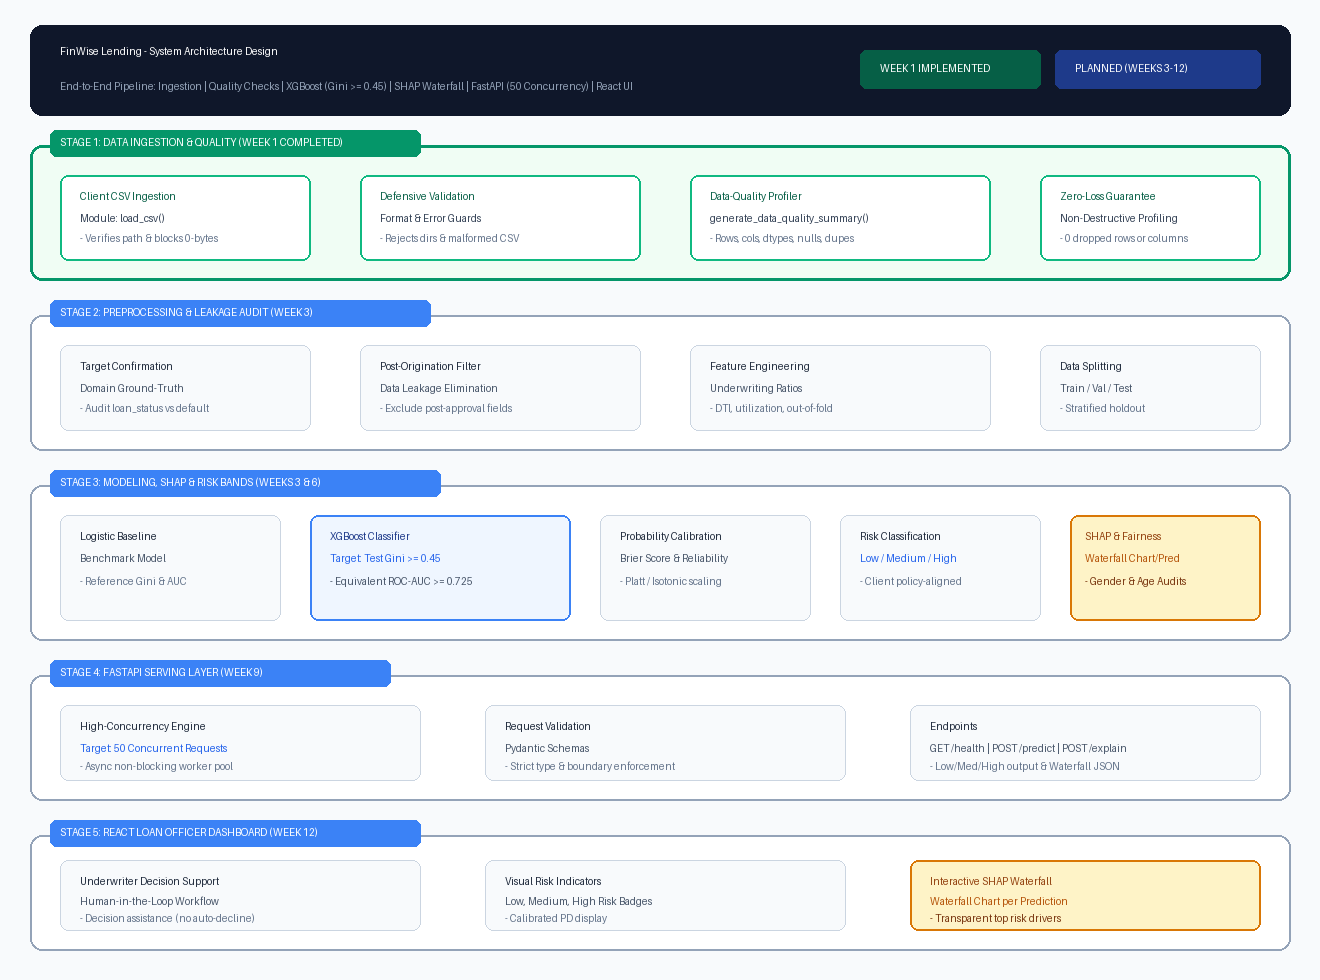 FinWise Lending - System Architecture Design
End-to-End Pipeline: Ingestion | Quality Checks | XGBoost (Gini >= 0.45) | SHAP Waterfall | FastAPI (50 Concurrency) | React UI
WEEK 1 IMPLEMENTED
PLANNED (WEEKS 3-12)
STAGE 1: DATA INGESTION & QUALITY (WEEK 1 COMPLETED)
Client CSV Ingestion
Module: load_csv()
- Verifies path & blocks 0-bytes
Defensive Validation
Format & Error Guards
- Rejects dirs & malformed CSV
Data-Quality Profiler
generate_data_quality_summary()
- Rows, cols, dtypes, nulls, dupes
Zero-Loss Guarantee
Non-Destructive Profiling
- 0 dropped rows or columns
STAGE 2: PREPROCESSING & LEAKAGE AUDIT (WEEK 3)
Target Confirmation
Domain Ground-Truth
- Audit loan_status vs default
Post-Origination Filter
Data Leakage Elimination
- Exclude post-approval fields
Feature Engineering
Underwriting Ratios
- DTI, utilization, out-of-fold
Data Splitting
Train / Val / Test
- Stratified holdout
STAGE 3: MODELING, SHAP & RISK BANDS (WEEKS 3 & 6)
Logistic Baseline
Benchmark Model
- Reference Gini & AUC
XGBoost Classifier
Target: Test Gini >= 0.45
- Equivalent ROC-AUC >= 0.725
Probability Calibration
Brier Score & Reliability
- Platt / Isotonic scaling
Risk Classification
Low / Medium / High
- Client policy-aligned
SHAP & Fairness
Waterfall Chart/Pred
- Gender & Age Audits
STAGE 4: FASTAPI SERVING LAYER (WEEK 9)
High-Concurrency Engine
Target: 50 Concurrent Requests
- Async non-blocking worker pool
Request Validation
Pydantic Schemas
- Strict type & boundary enforcement
Endpoints
GET /health | POST /predict | POST /explain
- Low/Med/High output & Waterfall JSON
STAGE 5: REACT LOAN OFFICER DASHBOARD (WEEK 12)
Underwriter Decision Support
Human-in-the-Loop Workflow
- Decision assistance (no auto-decline)
Visual Risk Indicators
Low, Medium, High Risk Badges
- Calibrated PD display
Interactive SHAP Waterfall
Waterfall Chart per Prediction
- Transparent top risk drivers